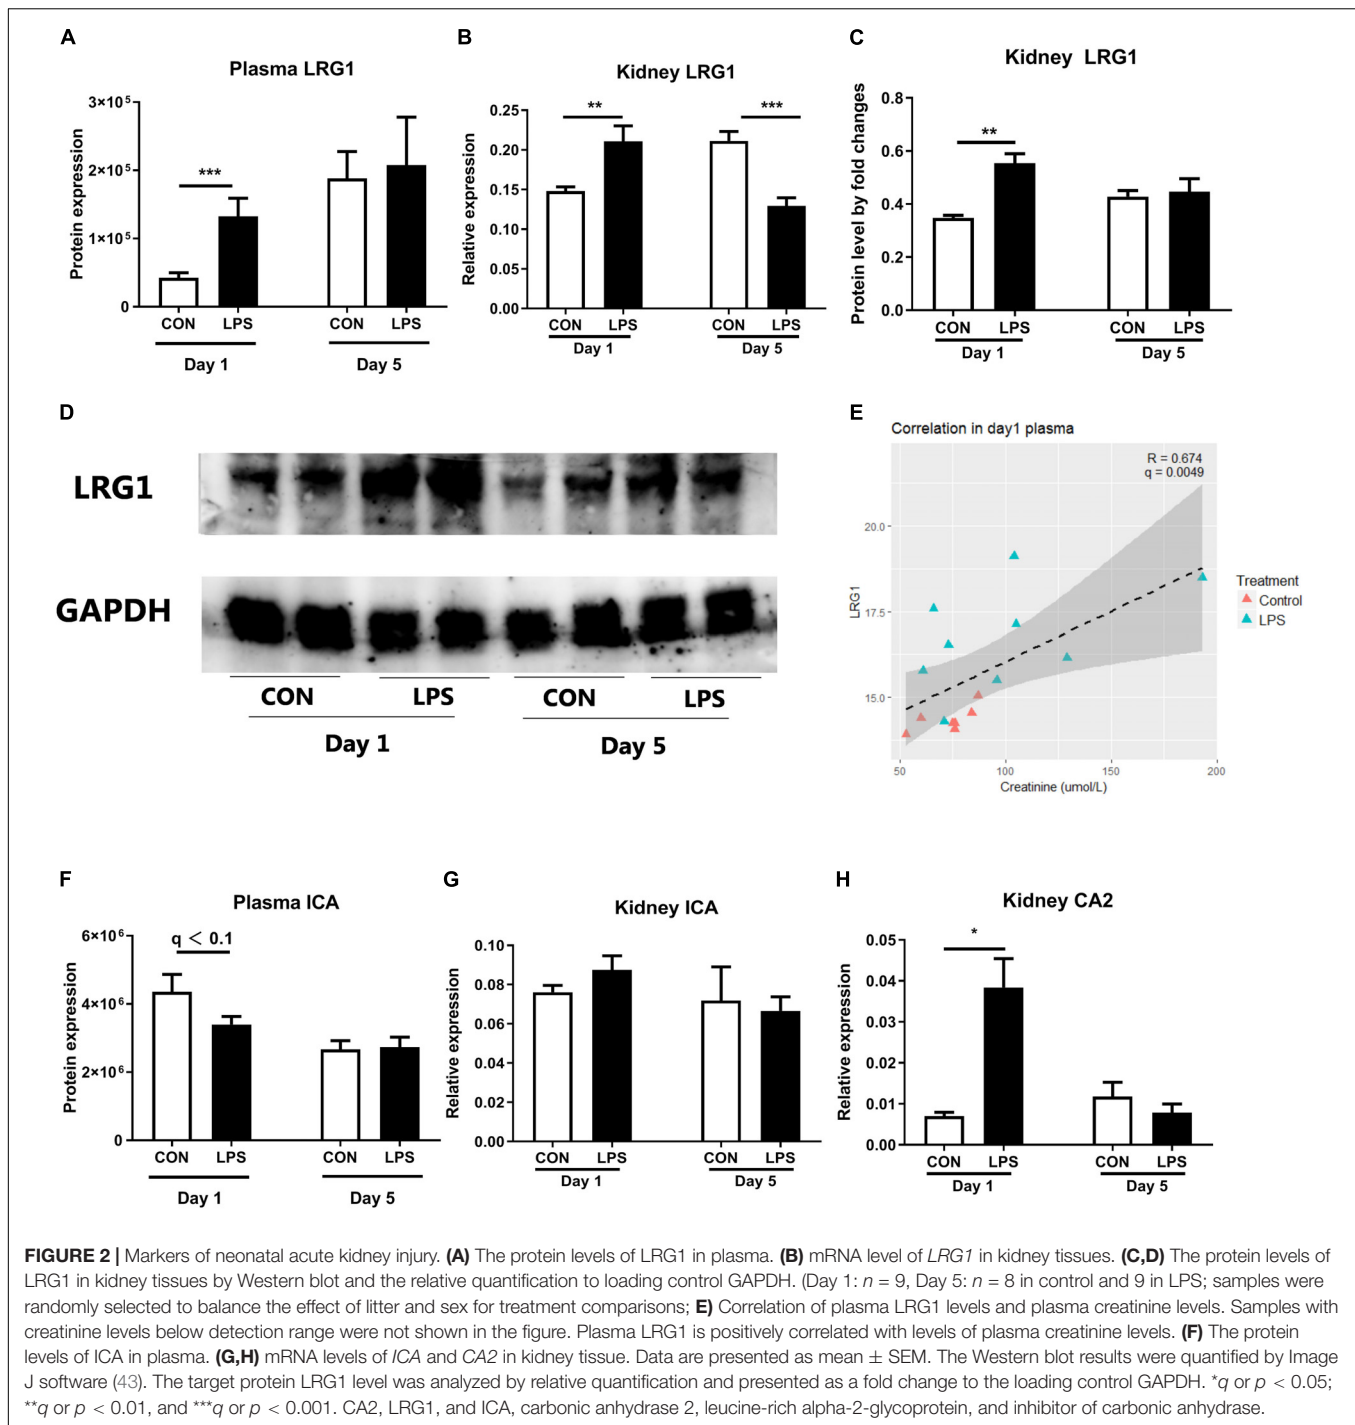 A
Plasma LRG1
Protein expression
3×10⁵
2×10⁵
1×10⁵
0
***
CON LPS CON LPS
Day 1 Day 5
B
Kidney LRG1
Relative expression
0.25
0.20
0.15
0.10
0.05
0.00
** ***
CON LPS CON LPS
Day 1 Day 5
C
Kidney LRG1
Protein level by fold changes
0.8
0.6
0.4
0.2
0.0
**
CON LPS CON LPS
Day 1 Day 5
D
LRG1
GAPDH
CON LPS CON LPS
Day 1 Day 5
E
Correlation in day1 plasma
R = 0.674
q = 0.0049
LRG1
20.0
17.5
15.0
50 100 150 200
Creatinine (umol/L)
Treatment
Control
LPS
F
Plasma ICA
Protein expression
6×10⁶
4×10⁶
2×10⁶
0
q < 0.1
CON LPS CON LPS
Day 1 Day 5
G
Kidney ICA
Relative expression
0.10
0.08
0.06
0.04
0.02
0.00
CON LPS CON LPS
Day 1 Day 5
H
Kidney CA2
Relative expression
0.05
0.04
0.03
0.02
0.01
0.00
*
CON LPS CON LPS
Day 1 Day 5
FIGURE 2 | Markers of neonatal acute kidney injury. (A) The protein levels of LRG1 in plasma. (B) mRNA level of LRG1 in kidney tissues. (C,D) The protein levels of
LRG1 in kidney tissues by Western blot and the relative quantification to loading control GAPDH. (Day 1: n = 9, Day 5: n = 8 in control and 9 in LPS; samples were
randomly selected to balance the effect of litter and sex for treatment comparisons; E) Correlation of plasma LRG1 levels and plasma creatinine levels. Samples with
creatinine levels below detection range were not shown in the figure. Plasma LRG1 is positively correlated with levels of plasma creatinine levels. (F) The protein
levels of ICA in plasma. (G,H) mRNA levels of ICA and CA2 in kidney tissue. Data are presented as mean ± SEM. The Western blot results were quantified by Image
J software (43). The target protein LRG1 level was analyzed by relative quantification and presented as a fold change to the loading control GAPDH. *q or p < 0.05;
**q or p < 0.01, and ***q or p < 0.001. CA2, LRG1, and ICA, carbonic anhydrase 2, leucine-rich alpha-2-glycoprotein, and inhibitor of carbonic anhydrase.